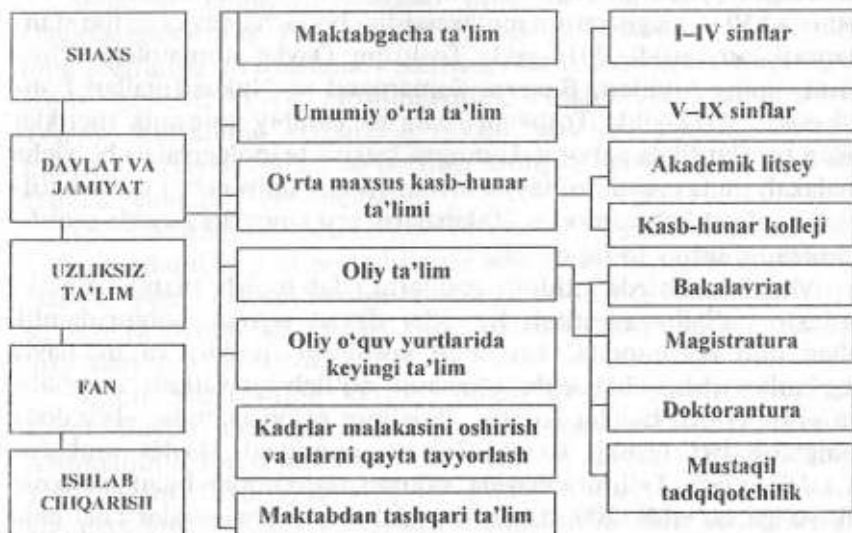 SHAXS
DAVLAT VA
JAMIYAT
UZLIKSIZ
TA’LIM
FAN
ISHLAB
CHIQARISH
Maktabgacha ta’lim
Umumiy o‘rta ta’lim
O‘rta maxsus kasb-hunar
ta’limi
Oliy ta’lim
Oliy o‘quv yurtlarida
keyingi ta’lim
Kadrlar malakasini oshirish
va ularni qayta tayyorlash
Maktabdan tashqari ta’lim
I–IV sinflar
V–IX sinflar
Akademik litsey
Kasb-hunar kolleji
Bakalavriat
Magistratura
Doktorantura
Mustaqil
tadqiqotchilik